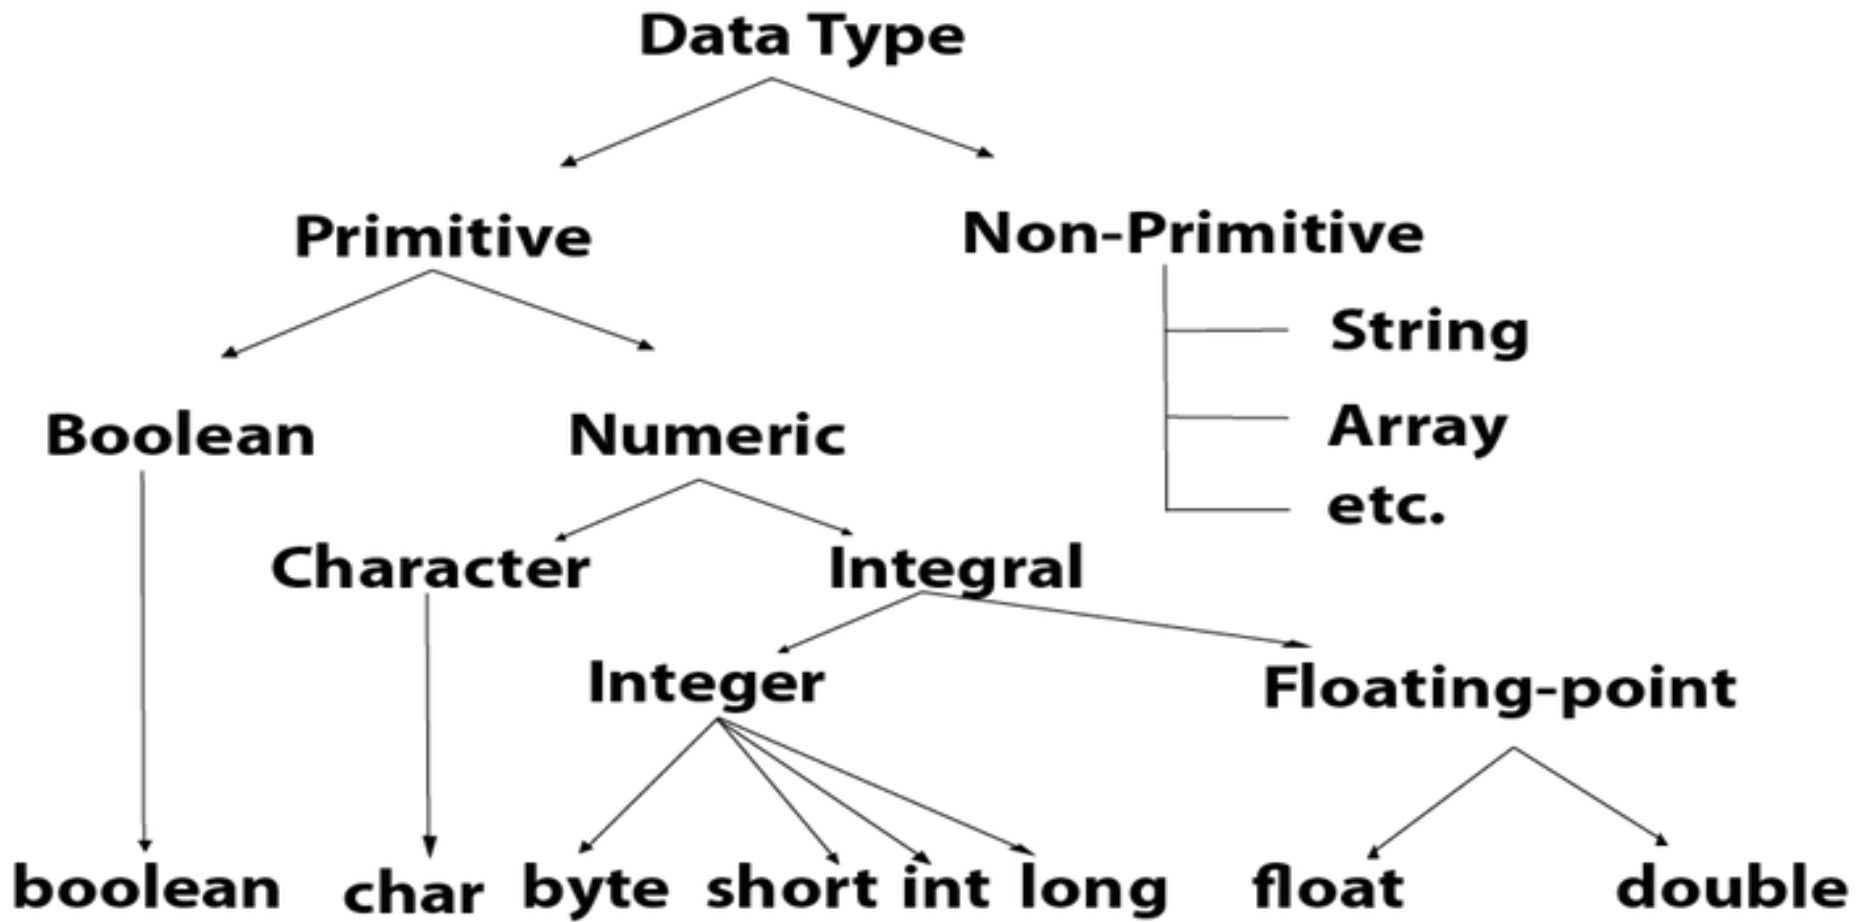 Data Type
Primitive
Non-Primitive
String
Array
etc.
Boolean
Numeric
Character
Integral
Integer
Floating-point
boolean
char
byte
short
int
long
float
double